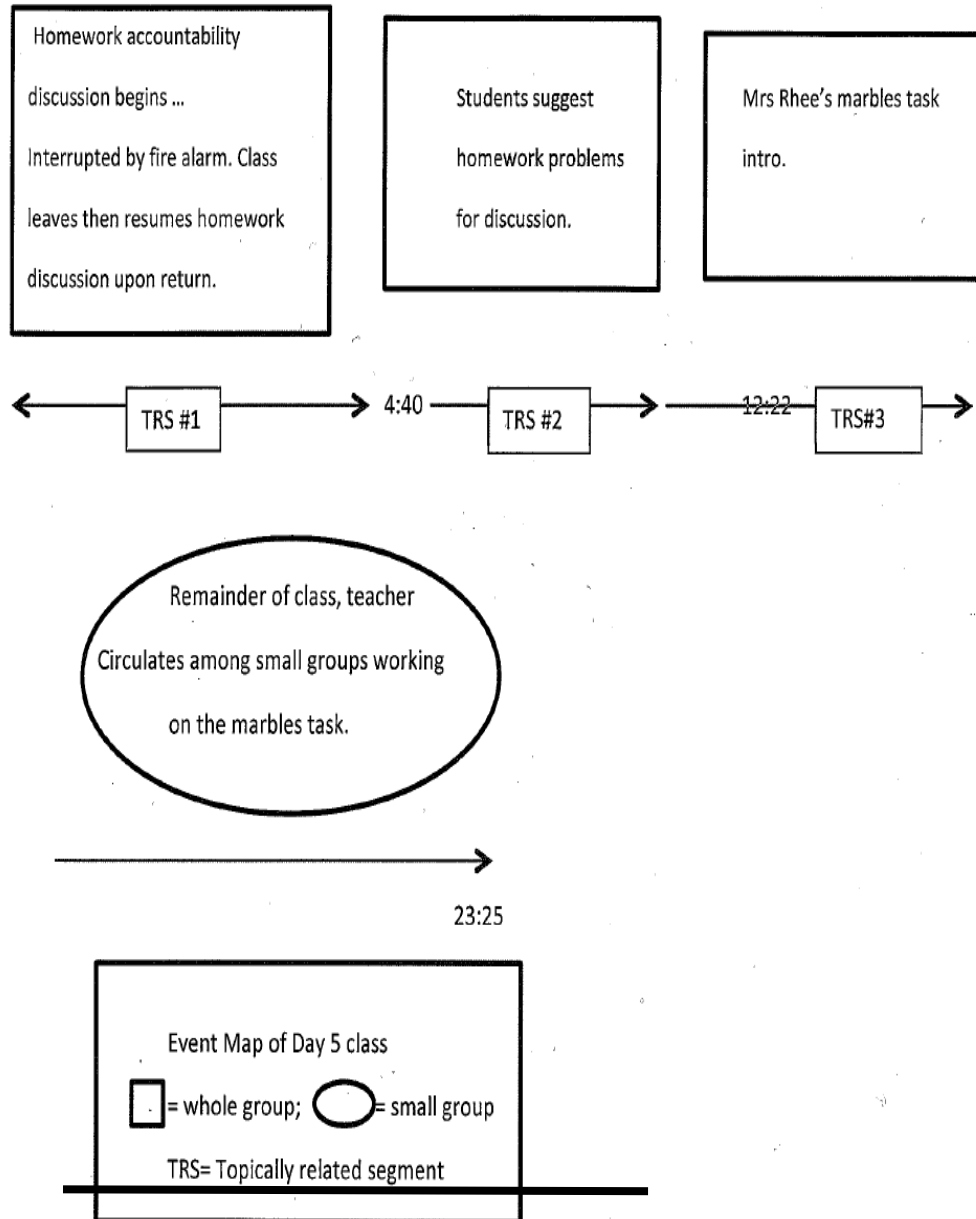 Homework accountability
discussion begins ...
Interrupted by fire alarm. Class
leaves then resumes homework
discussion upon return.
Students suggest
homework problems
for discussion.
Mrs Rhee's marbles task
intro.
TRS #1
4:40
TRS #2
12:22
TRS#3
Remainder of class, teacher
Circulates among small groups working
on the marbles task.
23:25
Event Map of Day 5 class
= whole group; = small group
TRS= Topically related segment